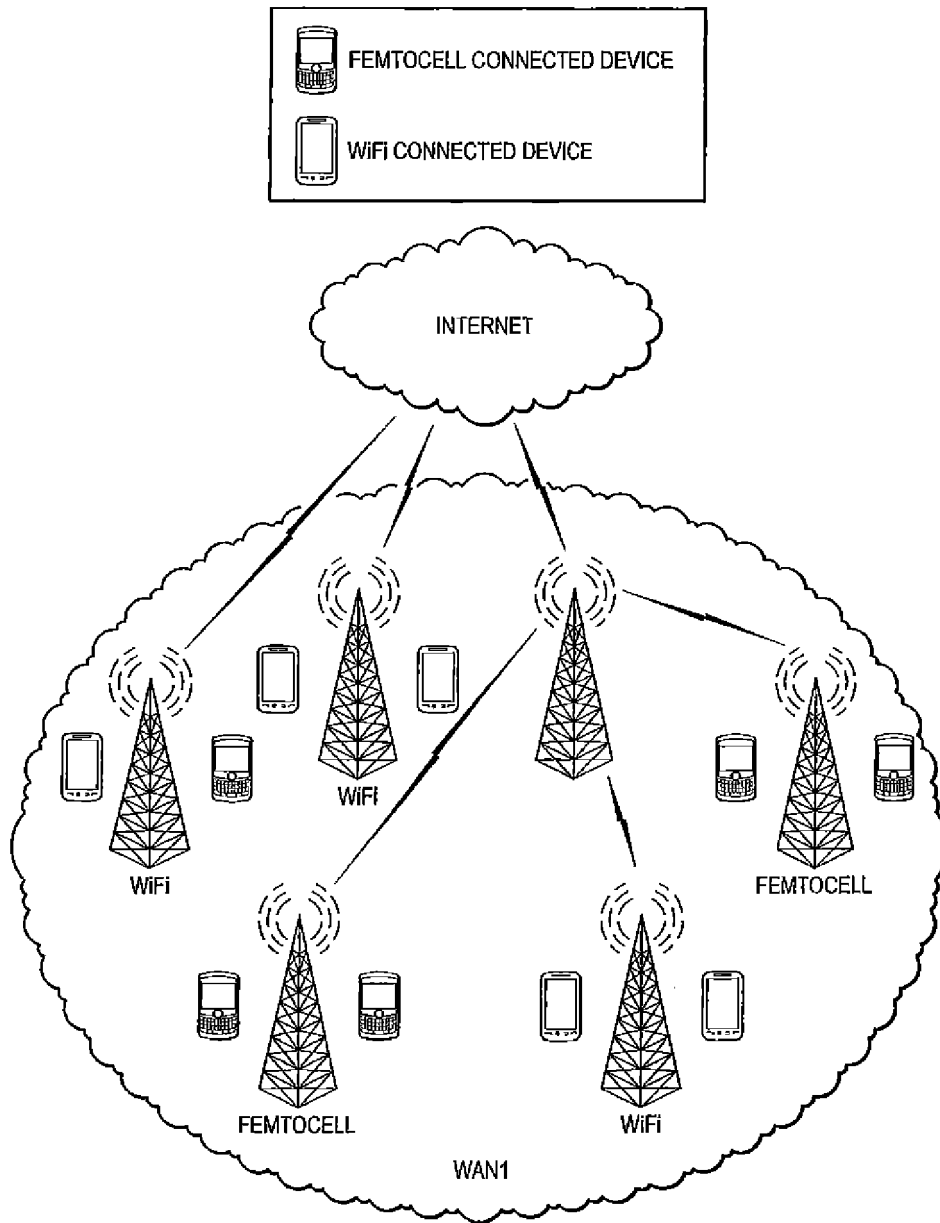 FEMTOCELL CONNECTED DEVICE
WiFi CONNECTED DEVICE
INTERNET
WiFi
WiFi
FEMTOCELL
FEMTOCELL
WiFi
WAN1